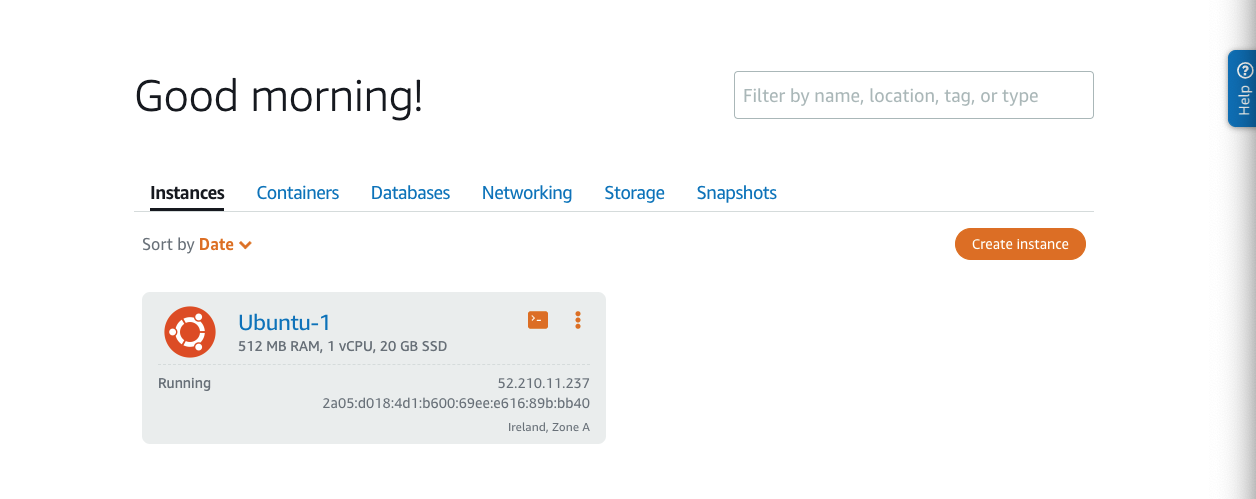 Good morning!
Filter by name, location, tag, or type
Help
Instances Containers Databases Networking Storage Snapshots
Sort by Date
Create instance
Ubuntu-1
512 MB RAM, 1 vCPU, 20 GB SSD
Running
52.210.11.237
2a05:d018:4d1:b600:69ee:e616:89b:bb40
Ireland, Zone A